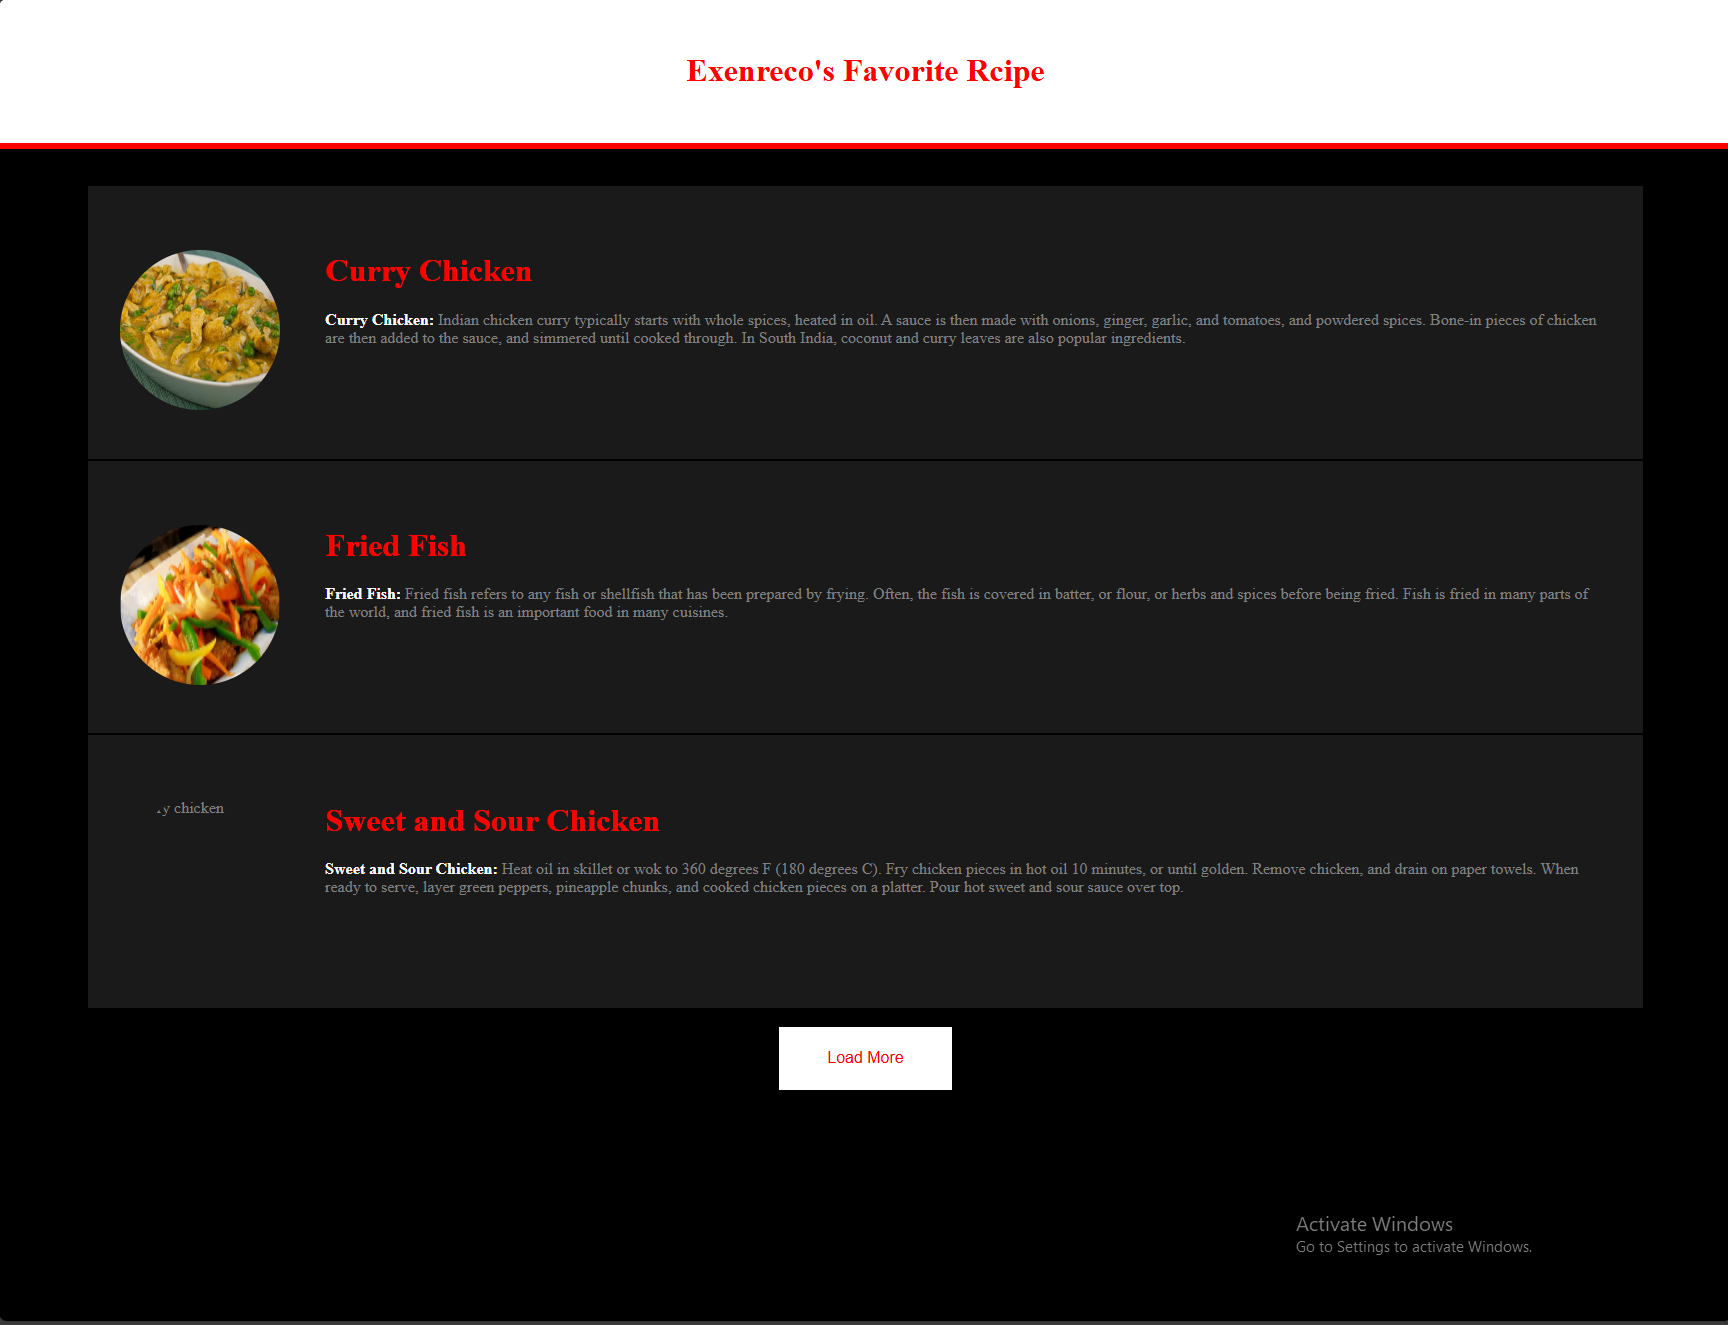 Exenreco's Favorite Rcipe
Curry Chicken
Curry Chicken: Indian chicken curry typically starts with whole spices, heated in oil. A sauce is then made with onions, ginger, garlic, and tomatoes, and powdered spices. Bone-in pieces of chicken
are then added to the sauce, and simmered until cooked through. In South India, coconut and curry leaves are also popular ingredients.
Fried Fish
Fried Fish: Fried fish refers to any fish or shellfish that has been prepared by frying. Often, the fish is covered in batter, or flour, or herbs and spices before being fried. Fish is fried in many parts of
the world, and fried fish is an important food in many cuisines.
y chicken
Sweet and Sour Chicken
Sweet and Sour Chicken: Heat oil in skillet or wok to 360 degrees F (180 degrees C). Fry chicken pieces in hot oil 10 minutes, or until golden. Remove chicken, and drain on paper towels. When
ready to serve, layer green peppers, pineapple chunks, and cooked chicken pieces on a platter. Pour hot sweet and sour sauce over top.
Load More
Activate Windows
Go to Settings to activate Windows.